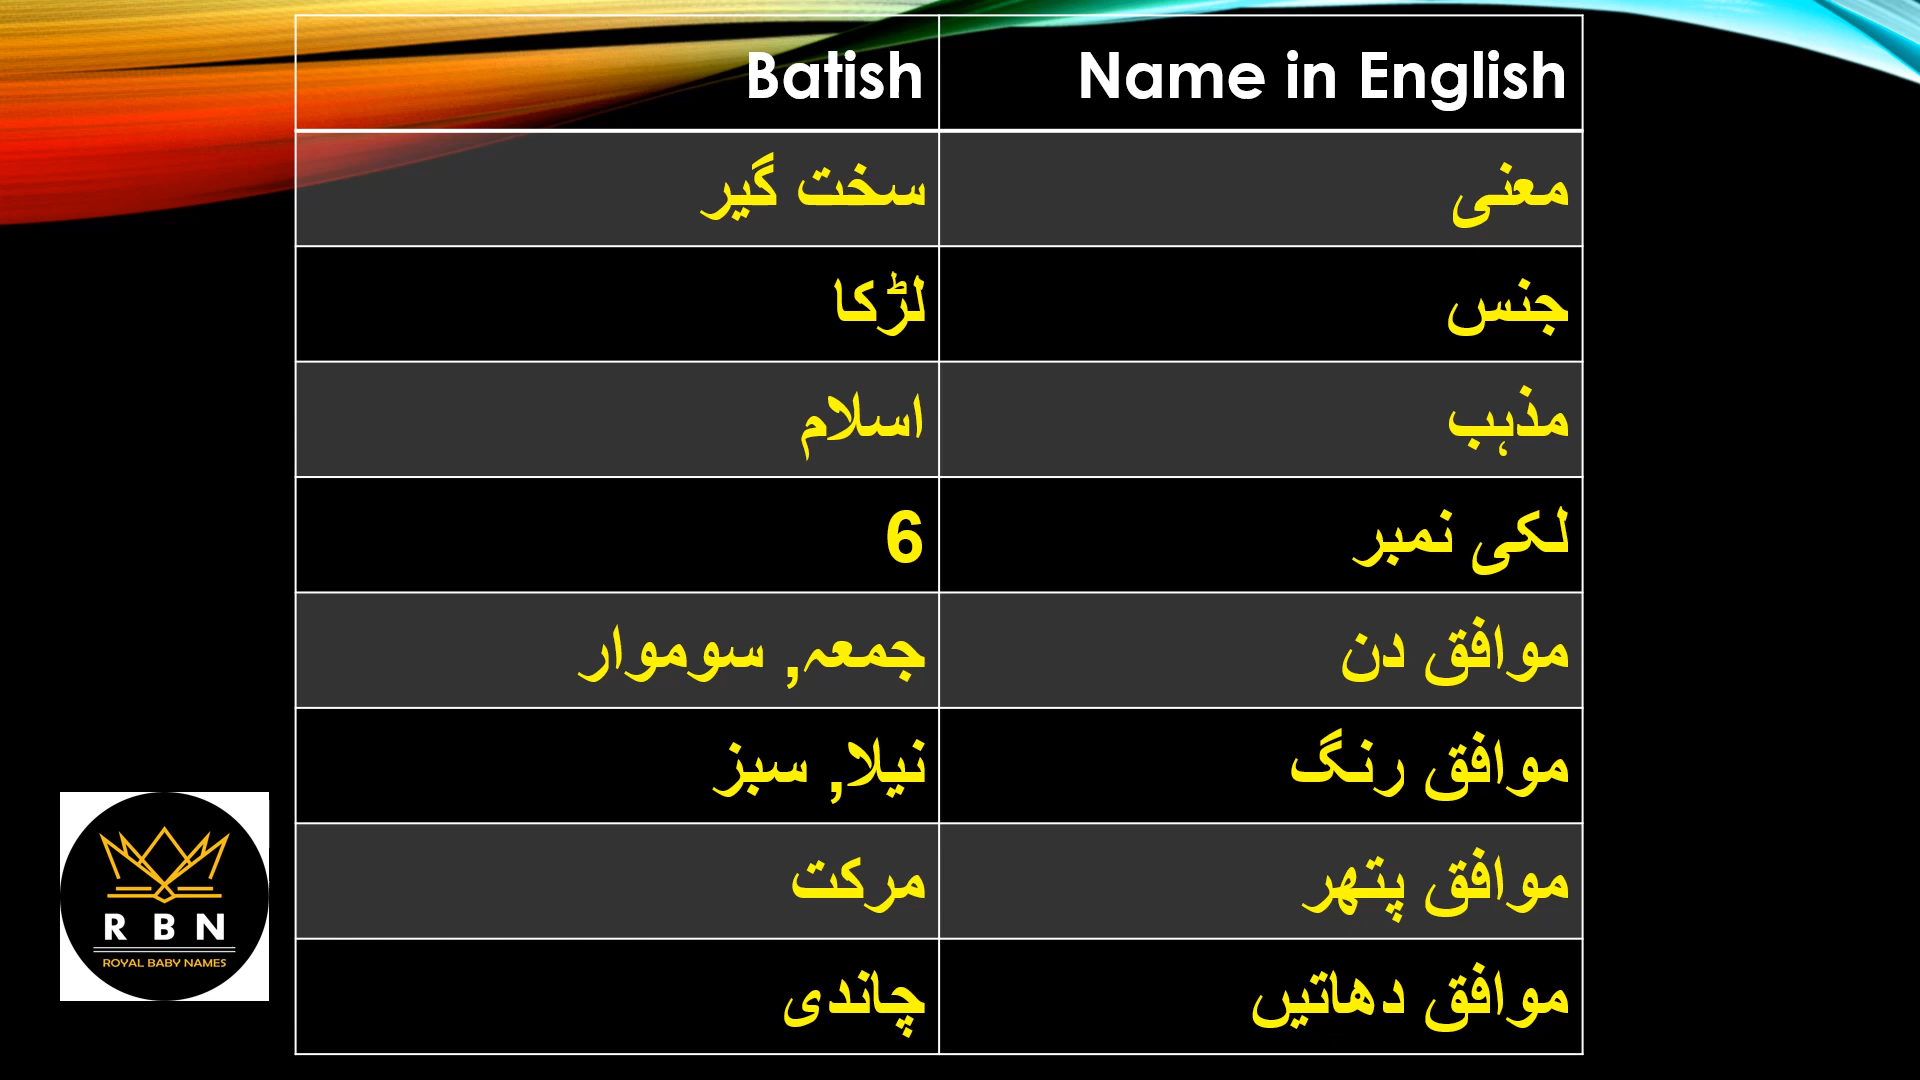 Name in English Batish
معنی سخت گیر
جنس لڑکا
مذہب اسلام
لکی نمبر 6
موافق دن جمعہ, سوموار
موافق رنگ نیلا, سبز
موافق پتھر مرکت
موافق دھاتیں چاندی
R B N
ROYAL BABY NAMES